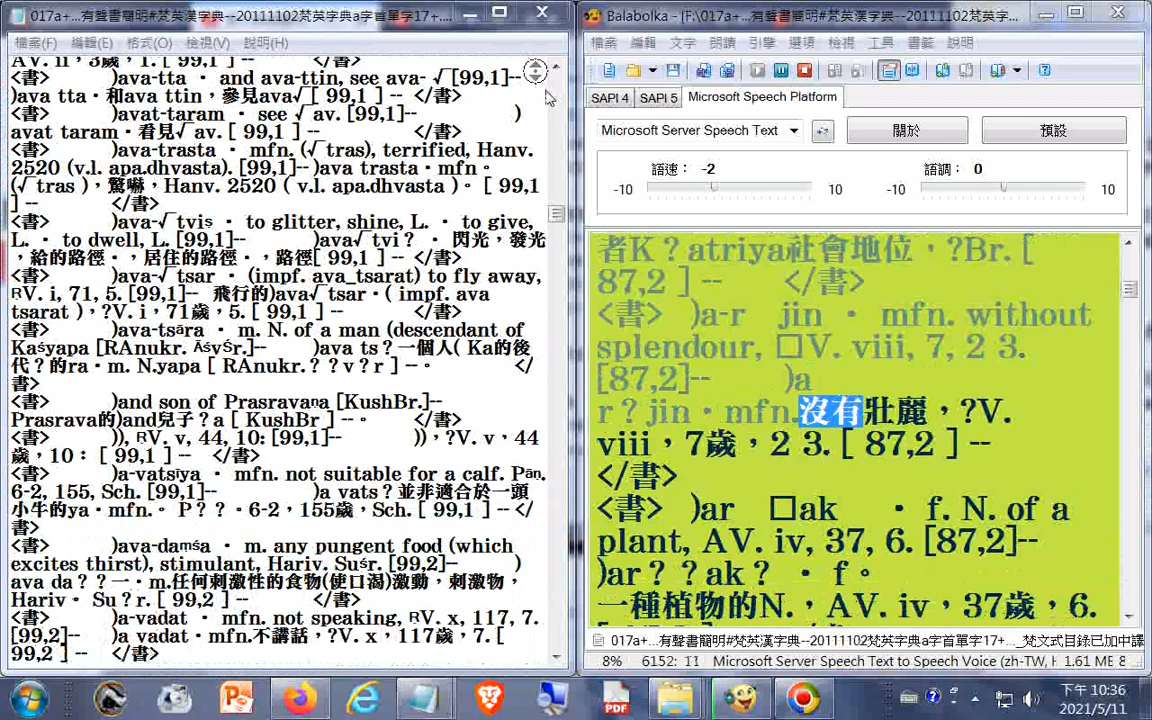 017a+...有聲書簡明#梵英漢字典--20111102梵英字典a字首單字17+...
檔案(F) 編輯(E) 格式(O) 檢視(V) 說明(H)
AV. ii, 3歲, 1. [ 99,1 ] </書>
<書> )ava-tta · and ava-ttin, see ava- √[99,1]--
)ava tta · 和ava ttin, 參見ava√[ 99,1 ] -- </書>
<書> )avat-taram · see √ av. [99,1]-- )
avat taram · 看見√ av. [ 99,1 ] -- </書>
<書> )ava-trasta · mfn. (√ tras), terrified, Hanv.
2520 (v.l. apa.dhvasta). [99,1]-- )ava trasta · mfn。
(√ tras ), 驚嚇, Hanv. 2520 ( v.l. apa.dhvasta )。[ 99,1
] -- </書>
<書> )ava-√ tviṣ · to glitter, shine, L. · to give,
L. · to dwell, L. [99,1]-- )ava√ tvi? · 閃光, 發光
, 給的路徑 · , 居住的路徑 · , 路徑[ 99,1 ] -- </書>
<書> )ava-√ tsar · (impf. ava_tsarat) to fly away,
RV. i, 71, 5. [99,1]-- 飛行的)ava√ tsar · ( impf. ava
tsarat ), ?V. i, 71歲, 5. [ 99,1 ] -- </書>
<書> )ava-tsāra · m. N. of a man (descendant of
Kaśyapa [RAnukr. ĀśvŚr.]-- )ava ts? 一個人( Ka的後
代? 的ra · m. N.yapa [ RAnukr. ? ? v ? r ] --。 </
書>
<書> )and son of Prasravaṇa [KushBr.]--
Prasrava的)and兒子? a [ KushBr ] --。 </書>
<書> )), RV. v, 44, 10: [99,1]-- )), ?V. v, 44
歲, 10: [ 99,1 ] -- </書>
<書> )a-vatsīya · mfn. not suitable for a calf. Pāṇ.
6-2, 155, Sch. [99,1]-- )a vats? 並非適合於一頭
小牛的ya · mfn.。 P? ?。6-2, 155歲, Sch. [ 99,1 ] -- </
書>
<書> )ava-daṃśa · m. any pungent food (which
excites thirst), stimulant, Hariv. Suśr. [99,2]--
ava da? ? 一 · m.任何刺激性的食物(使口渴)激動, 刺激物,
Hariv · Su ? r. [ 99,2 ] -- </書>
<書> )a-vadat · mfn. not speaking, RV. x, 117, 7.
[99,2]-- )a vadat · mfn.不講話, ?V. x, 117歲, 7. [
99,2 ] -- </書>
Balabolka - [F:\017a+...有聲書簡明#梵英漢字典--20111102梵英字...
檔案 編輯 文字 朗讀 引擎 選項 檢視 工具 書籤 說明
SAPI 4 SAPI 5 Microsoft Speech Platform
Microsoft Server Speech Text 關於 預設
語速: -2 語調: 0
-10 10 -10 10
者K ? atriya社會地位, ?Br. [
87,2 ] -- </書>
<書> )a-r jin · mfn. without
splendour, □V. viii, 7, 2 3.
[87,2]-- )a
r ? jin · mfn.沒有壯麗, ?V.
viii, 7歲, 2 3. [ 87,2 ] --
</書>
<書> )ar □ak · f. N. of a
plant, AV. iv, 37, 6. [87,2]--
)ar ? ? ak ? · f。
一種植物的N., AV. iv, 37歲, 6.
017a+...有聲書簡明#梵英漢字典--20111102梵英字典a字首單字17+..._梵文式目錄已加中譯
8% 6152: 11 Microsoft Server Speech Text to Speech Voice (zh-TW, H 1.61 ME 8
下午 10:36
2021/5/11